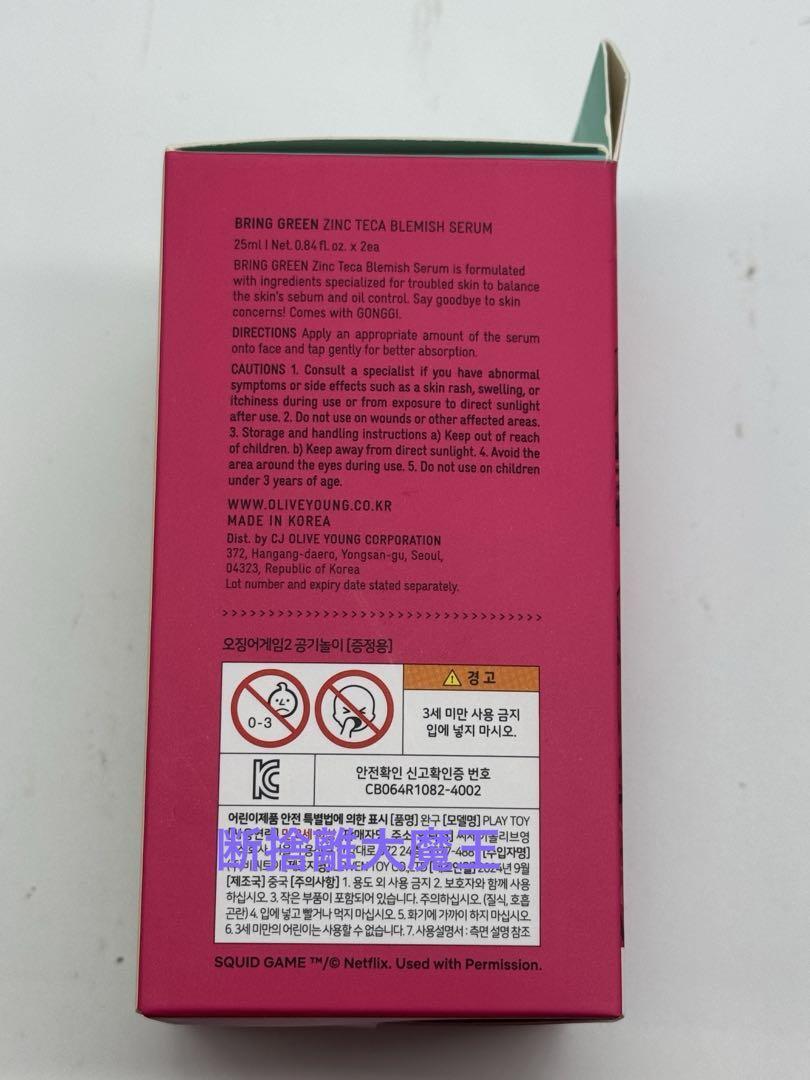 BRING GREEN ZINC TECA BLEMISH SERUM
25ml I Net. 0.84 fl. oz. x 2ea
BRING GREEN Zinc Teca Blemish Serum is formulated
with ingredients specialized for troubled skin to balance
the skin's sebum and oil control. Say goodbye to skin
concerns! Comes with GONGGI.
DIRECTIONS Apply an appropriate amount of the serum
onto face and tap gently for better absorption.
CAUTIONS 1. Consult a specialist if you have abnormal
symptoms or side effects such as a skin rash, swelling, or
itchiness during use or from exposure to direct sunlight
after use. 2. Do not use on wounds or other affected areas.
3. Storage and handling instructions a) Keep out of reach
of children. b) Keep away from direct sunlight. 4. Avoid the
area around the eyes during use. 5. Do not use on children
under 3 years of age.
WWW.OLIVEYOUNG.CO.KR
MADE IN KOREA
Dist. by CJ OLIVE YOUNG CORPORATION
372, Hangang-daero, Yongsan-gu, Seoul,
04323, Republic of Korea
Lot number and expiry date stated separately.
오징어게임2 공기놀이 [증정용]
0-3
경고
3세 미만 사용 금지
입에 넣지 마시오.
안전확인 신고확인증 번호
CB064R1082-4002
어린이제품 안전 특별법에 의한 표시 [품명] 완구 [모델명] PLAY TOY
断捨離大魔王
2024년 9월
[제조국] 중국 [주의사항] 1. 용도 외 사용 금지 2. 보호자와 함께 사용
하십시오. 3. 작은 부품이 포함되어 있습니다. 주의하십시오. (질식, 호흡
곤란) 4. 입에 넣고 빨거나 먹지 마십시오. 5. 화기에 가까이 하지 마십시오.
6. 3세 미만의 어린이는 사용할 수 없습니다. 7. 사용설명서 : 측면 설명 참조
SQUID GAME ™/© Netflix. Used with Permission.